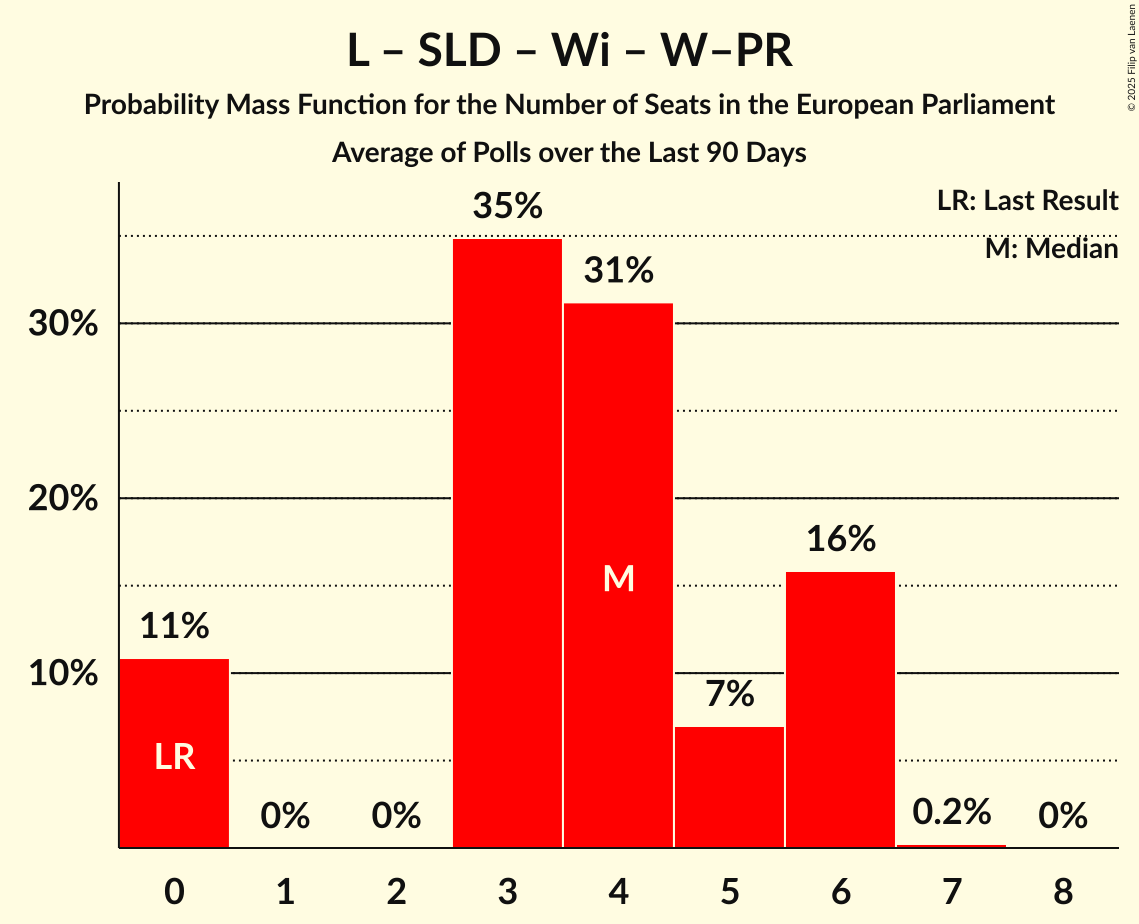 L – SLD – Wi – W–PR
Probability Mass Function for the Number of Seats in the European Parliament
Average of Polls over the Last 90 Days
© 2025 Filip van Laenen
LR: Last Result
M: Median
35%
31%
30%
20%
16%
M
11%
10%
7%
LR
0%
0%
0.2%
0%
0 1 2 3 4 5 6 7 8